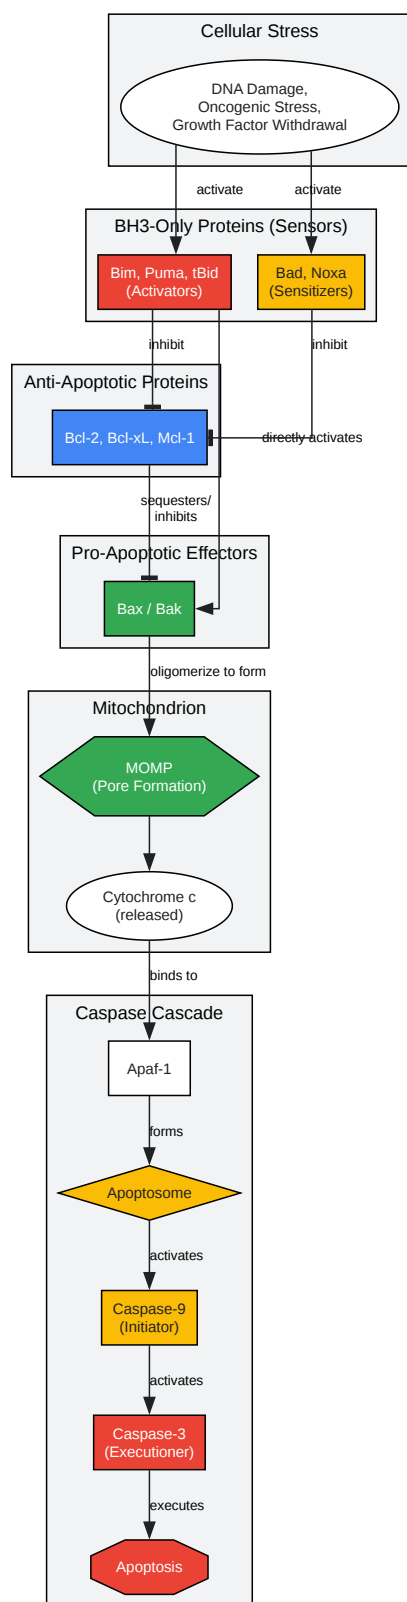 Cellular Stress
DNA Damage,
Oncogenic Stress,
Growth Factor Withdrawal
activate
activate
BH3-Only Proteins (Sensors)
Bim, Puma, tBid
(Activators)
Bad, Noxa
(Sensitizers)
inhibit
inhibit
Anti-Apoptotic Proteins
Bcl-2, Bcl-xL, Mcl-1
directly activates
sequesters/
inhibits
Pro-Apoptotic Effectors
Bax / Bak
oligomerize to form
Mitochondrion
MOMP
(Pore Formation)
Cytochrome c
(released)
binds to
Caspase Cascade
Apaf-1
forms
Apoptosome
activates
Caspase-9
(Initiator)
activates
Caspase-3
(Executioner)
executes
Apoptosis